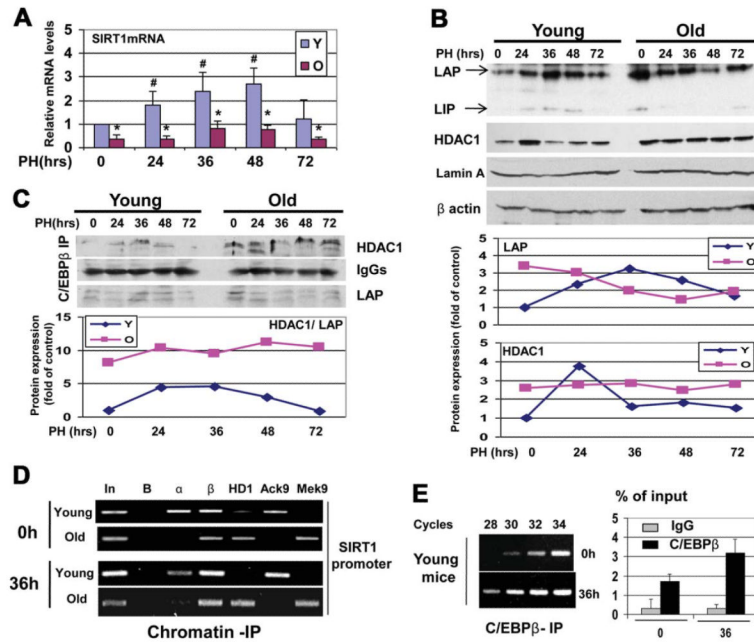 A
SIRT1mRNA
Y
O
Relative mRNA levels
5
4
3
2
1
0
# # #
* * * * *
PH(hrs) 0 24 36 48 72
B
Young Old
PH (hrs) 0 24 36 48 72 0 24 36 48 72
LAP
LIP
HDAC1
Lamin A
β actin
LAP
Y
O
4
3
2
1
0
HDAC1
Y
O
4
3
2
1
0
Protein expression (fold of control)
PH (hrs) 0 24 36 48 72
C
Young Old
PH(hrs) 0 24 36 48 72 0 24 36 48 72
C/EBPβ IP
HDAC1
IgGs
LAP
Y
O
HDAC1/ LAP
Protein expression
(fold of control)
15
10
5
0
PH (hrs) 0 24 36 48 72
D
In B α β HD1 Ack9 Mek9
0h
Young
Old
36h
Young
Old
SIRT1
promoter
Chromatin -IP
E
Cycles 28 30 32 34
Young
mice
0h
36h
C/EBPβ- IP
% of input
IgG
C/EBPβ
5
4
3
2
1
0
0 36